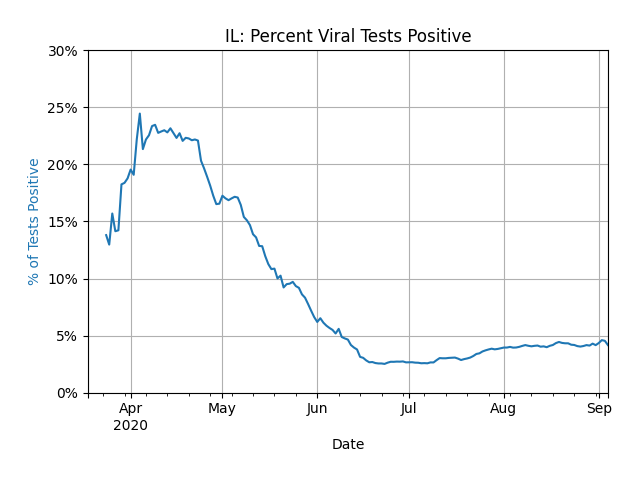 IL: Percent Viral Tests Positive
30%
25%
20%
15%
10%
5%
0%
% of Tests Positive
Apr May Jun Jul Aug Sep
2020
Date